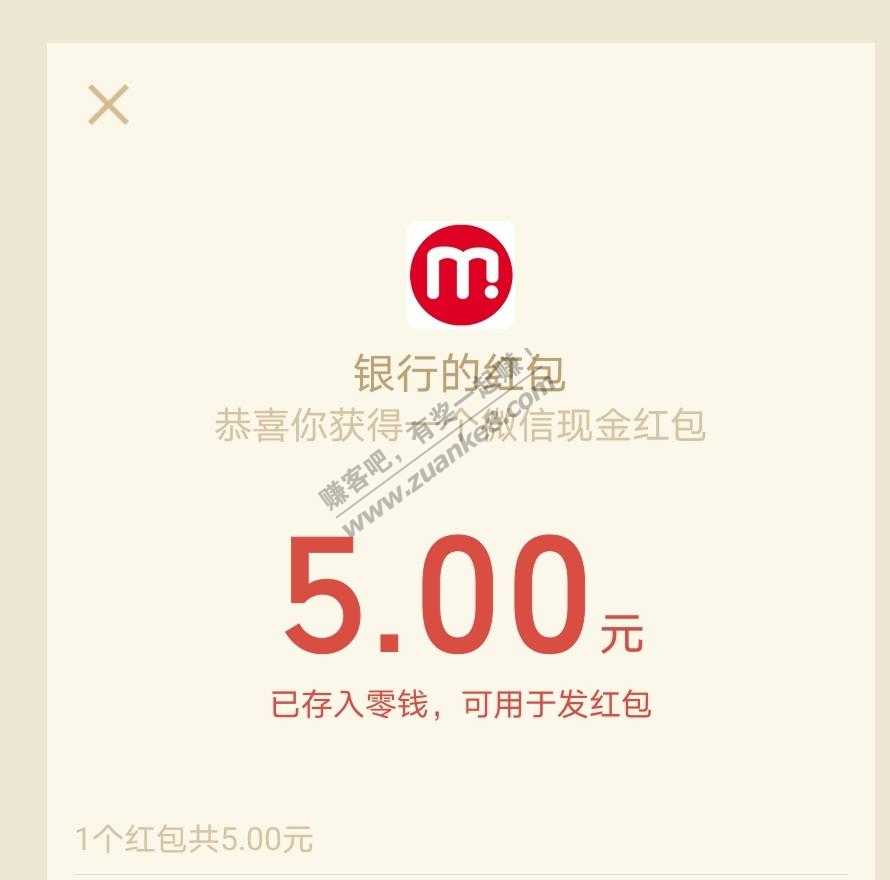 m!
银行的红包
恭喜你获得一个微信现金红包
赚客吧，有奖一起赚！
www.zuanke8.com
5.00元
已存入零钱，可用于发红包
1个红包共5.00元